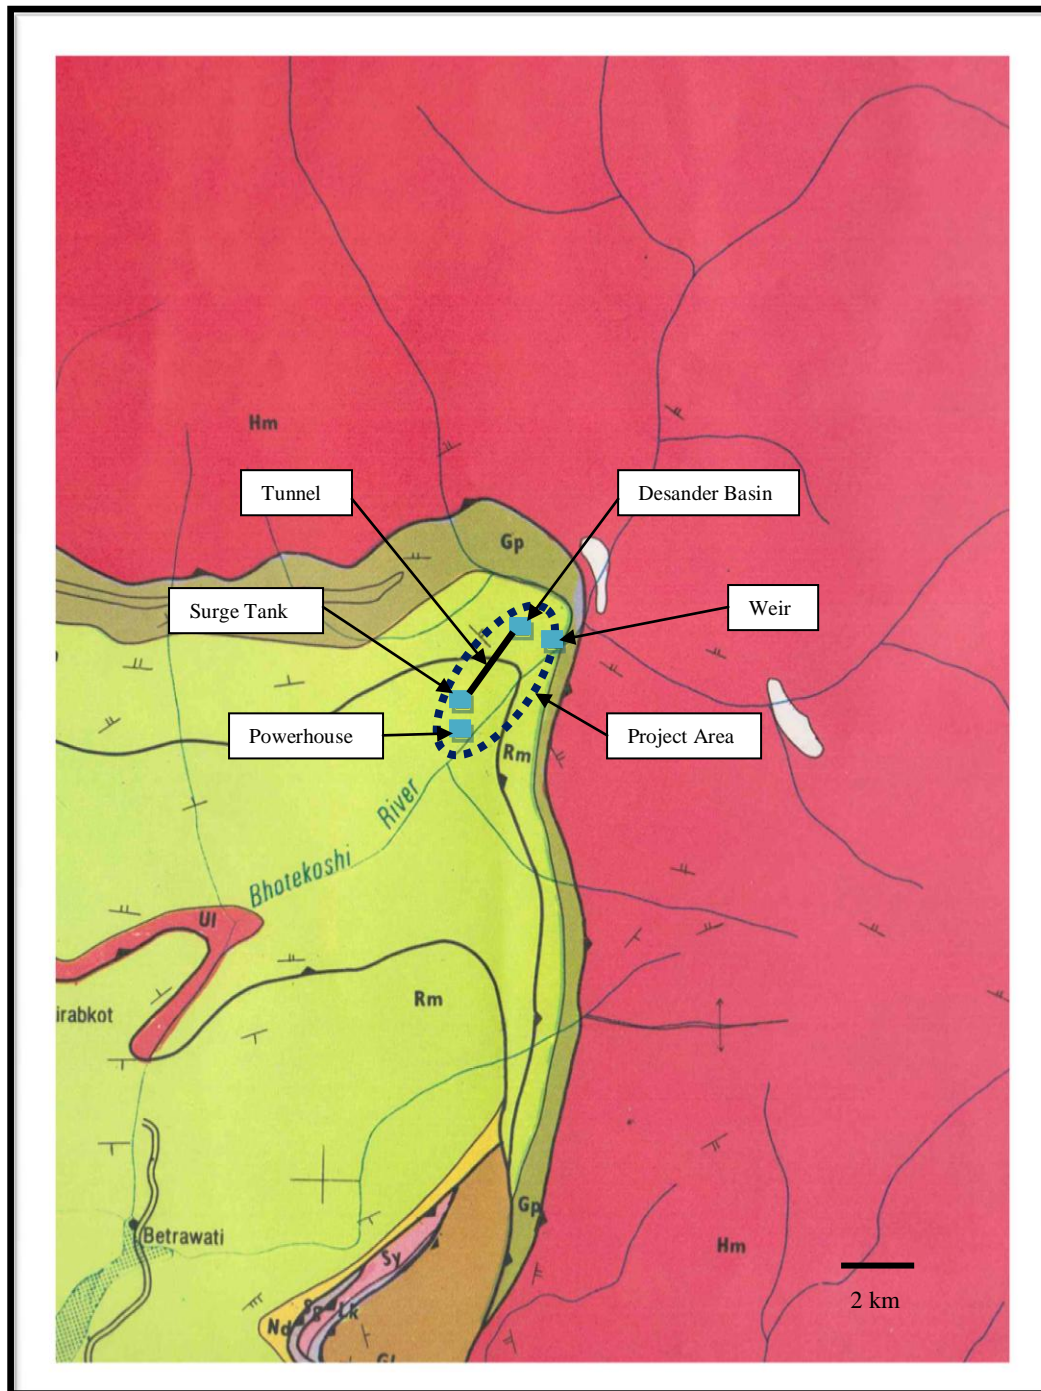 Hm
Tunnel
Desander Basin
Gp
Surge Tank
Weir
Powerhouse
Project Area
Rm
River
Bhotekoshi
Ul
Rm
irabkot
Gp
Betrawati
Hm
Sy
2 km
Lk
Nd